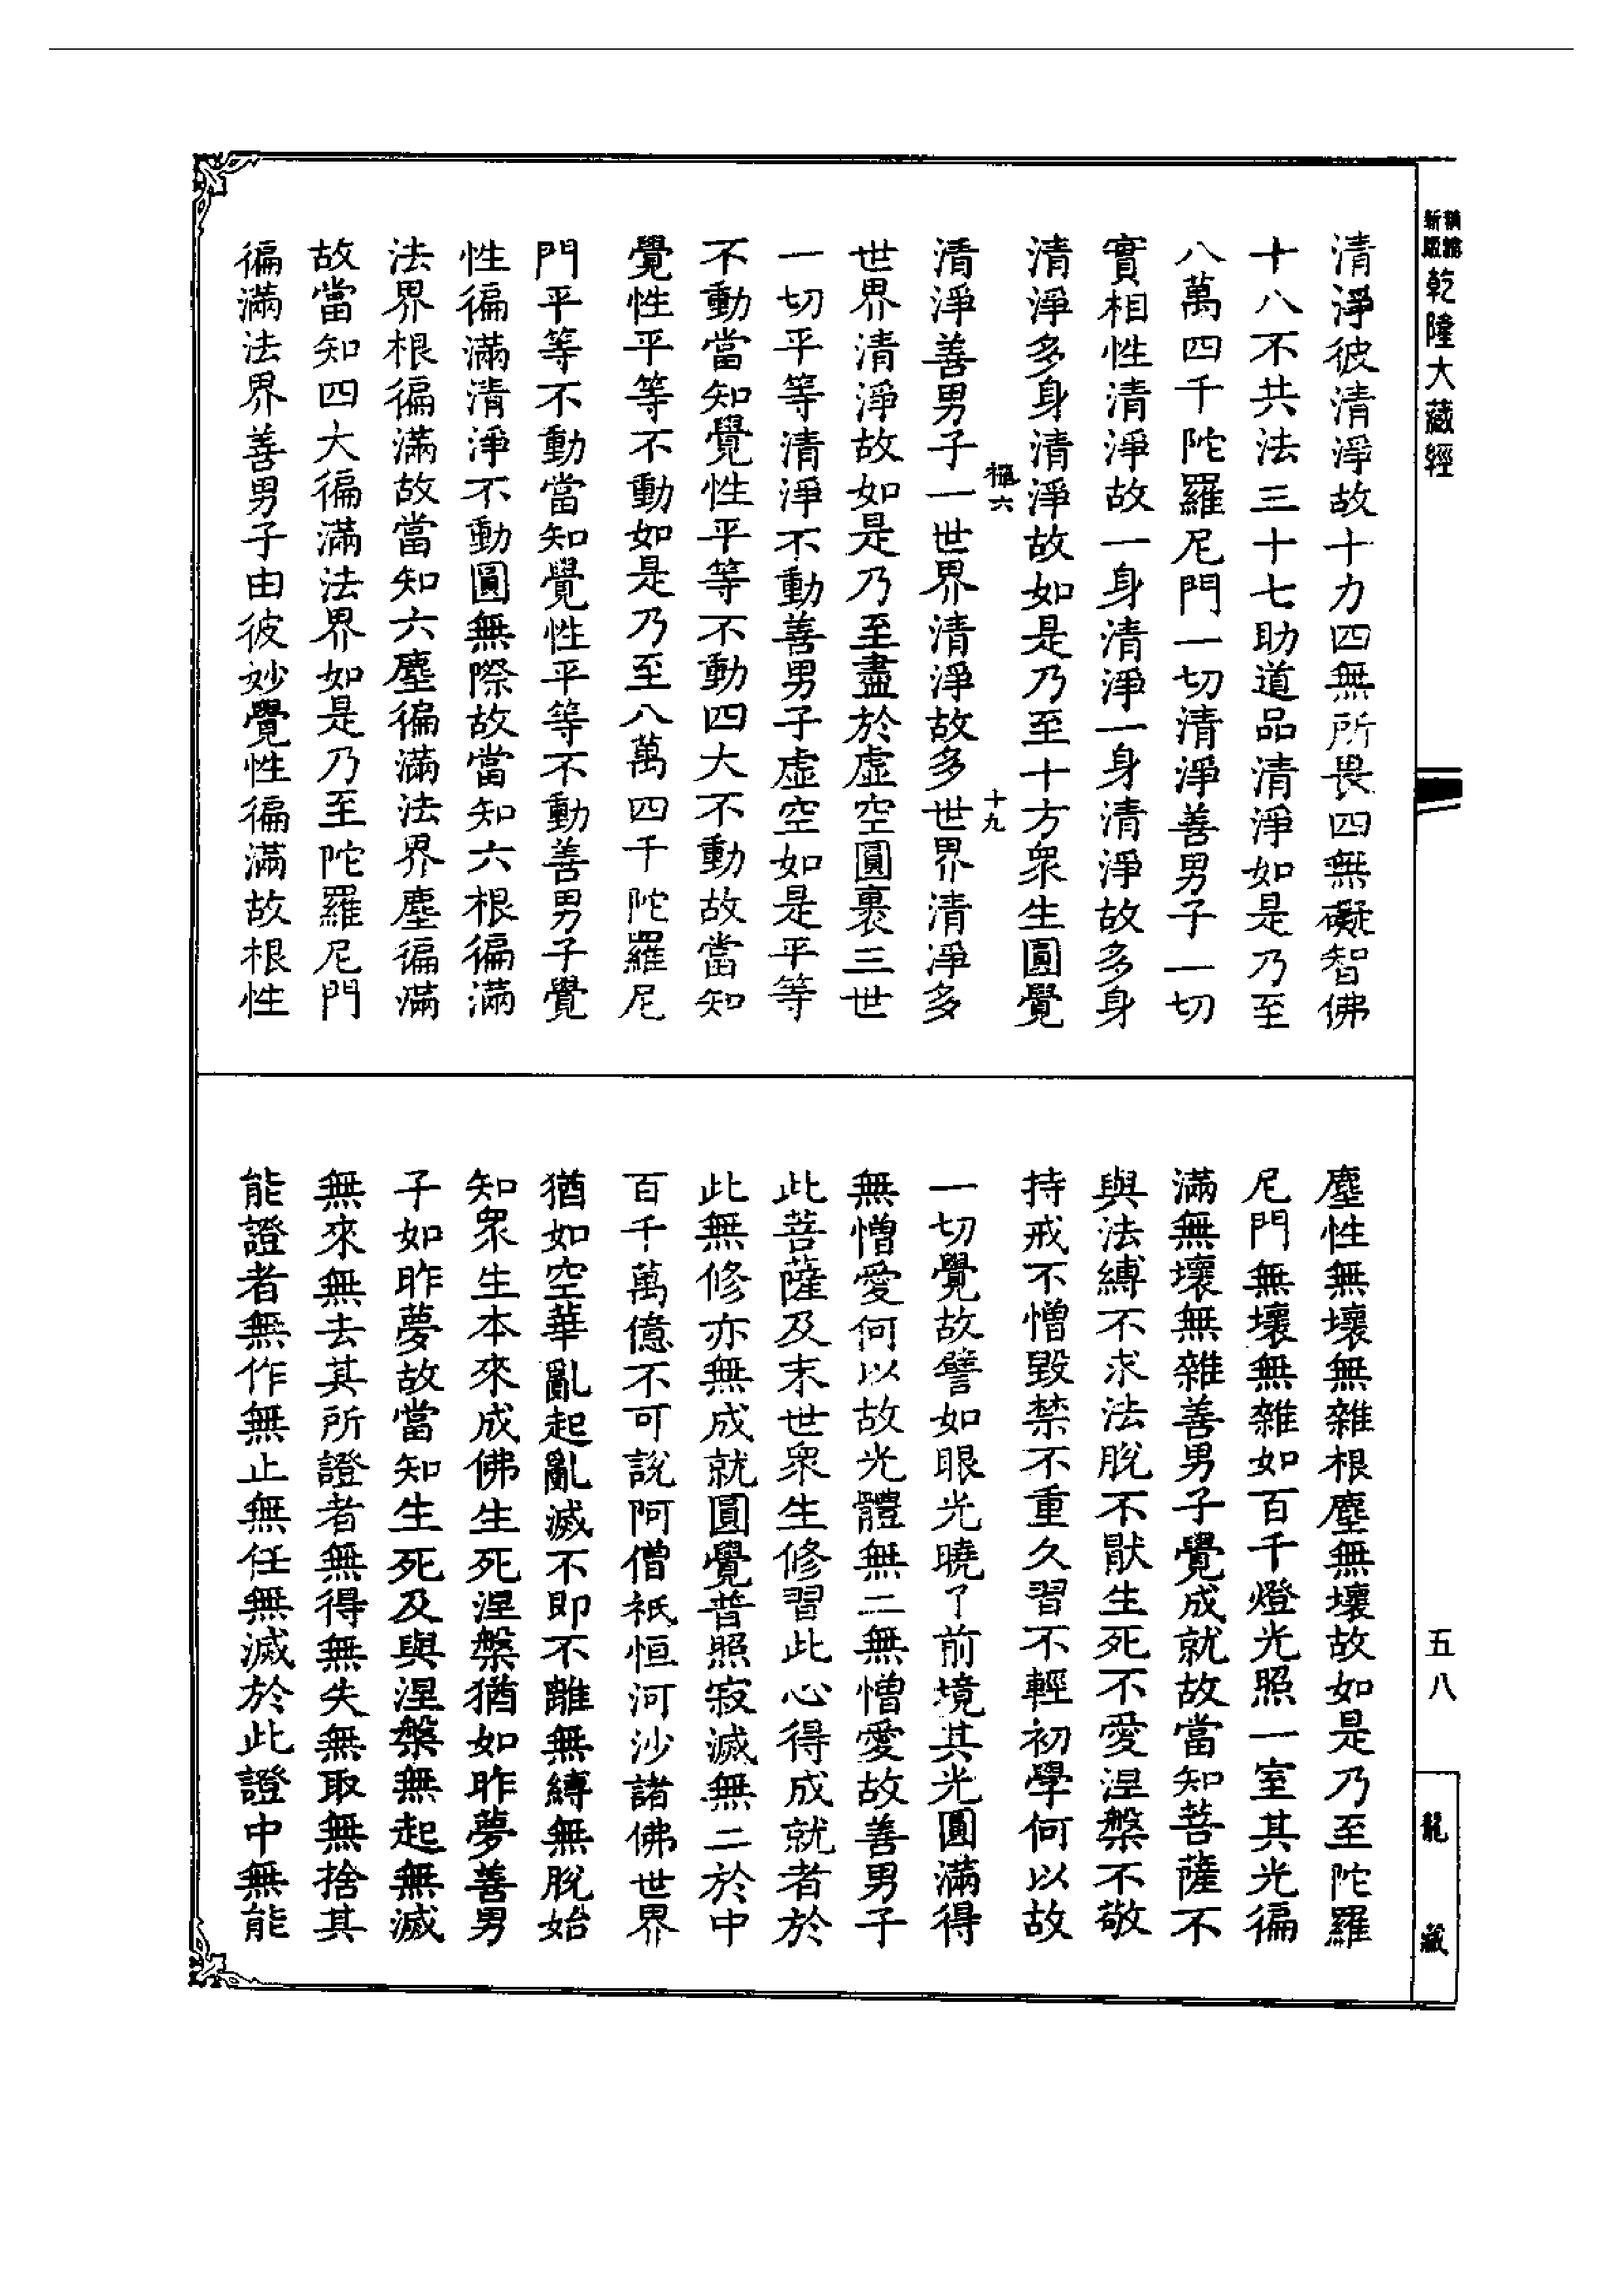 新編縮版
乾隆大藏經
清淨彼清淨故十力四無所畏四無礙智佛
十八不共法三十七助道品清淨如是乃至
八萬四千陀羅尼門一切清淨善男子一切
實相性清淨故一身清淨一身清淨故多身
清淨多身清淨故如是乃至十方衆生圓覺
六
十九
清淨善男子一世界清淨故多世界清淨多
世界清淨故如是乃至盡於虛空圓裹三世
一切平等清淨不動善男子虛空如是平等
不動當知覺性平等不動四大不動故當知
覺性平等不動如是乃至八萬四千陀羅尼
門平等不動當知覺性平等不動善男子覺
性徧滿清淨不動圓無際故當知六根徧滿
法界根徧滿故當知六塵徧滿法界塵徧滿
故當知四大徧滿法界如是乃至陀羅尼門
徧滿法界善男子由彼妙覺性徧滿故根性
塵性無壞無雜根塵無壞故如是乃至陀羅
尼門無壞無雜如百千燈光照一室其光徧
滿無壞無雜善男子覺成就故當知菩薩不
與法縛不求法脫不猒生死不愛涅槃不敬
持戒不憎毀禁不重久習不輕初學何以故
一切覺故譬如眼光曉了前境其光圓滿得
無憎愛何以故光體無二無憎愛故善男子
此菩薩及末世衆生修習此心得成就者於
此無修亦無成就圓覺普照寂滅無二於中
百千萬億不可說阿僧祇恒河沙諸佛世界
猶如空華亂起亂滅不即不離無縛無脫始
知衆生本來成佛生死涅槃猶如昨夢善男
子如昨夢故當知生死及與涅槃無起無滅
無來無去其所證者無得無失無取無捨其
能證者無作無止無任無滅於此證中無能
五八
龍藏